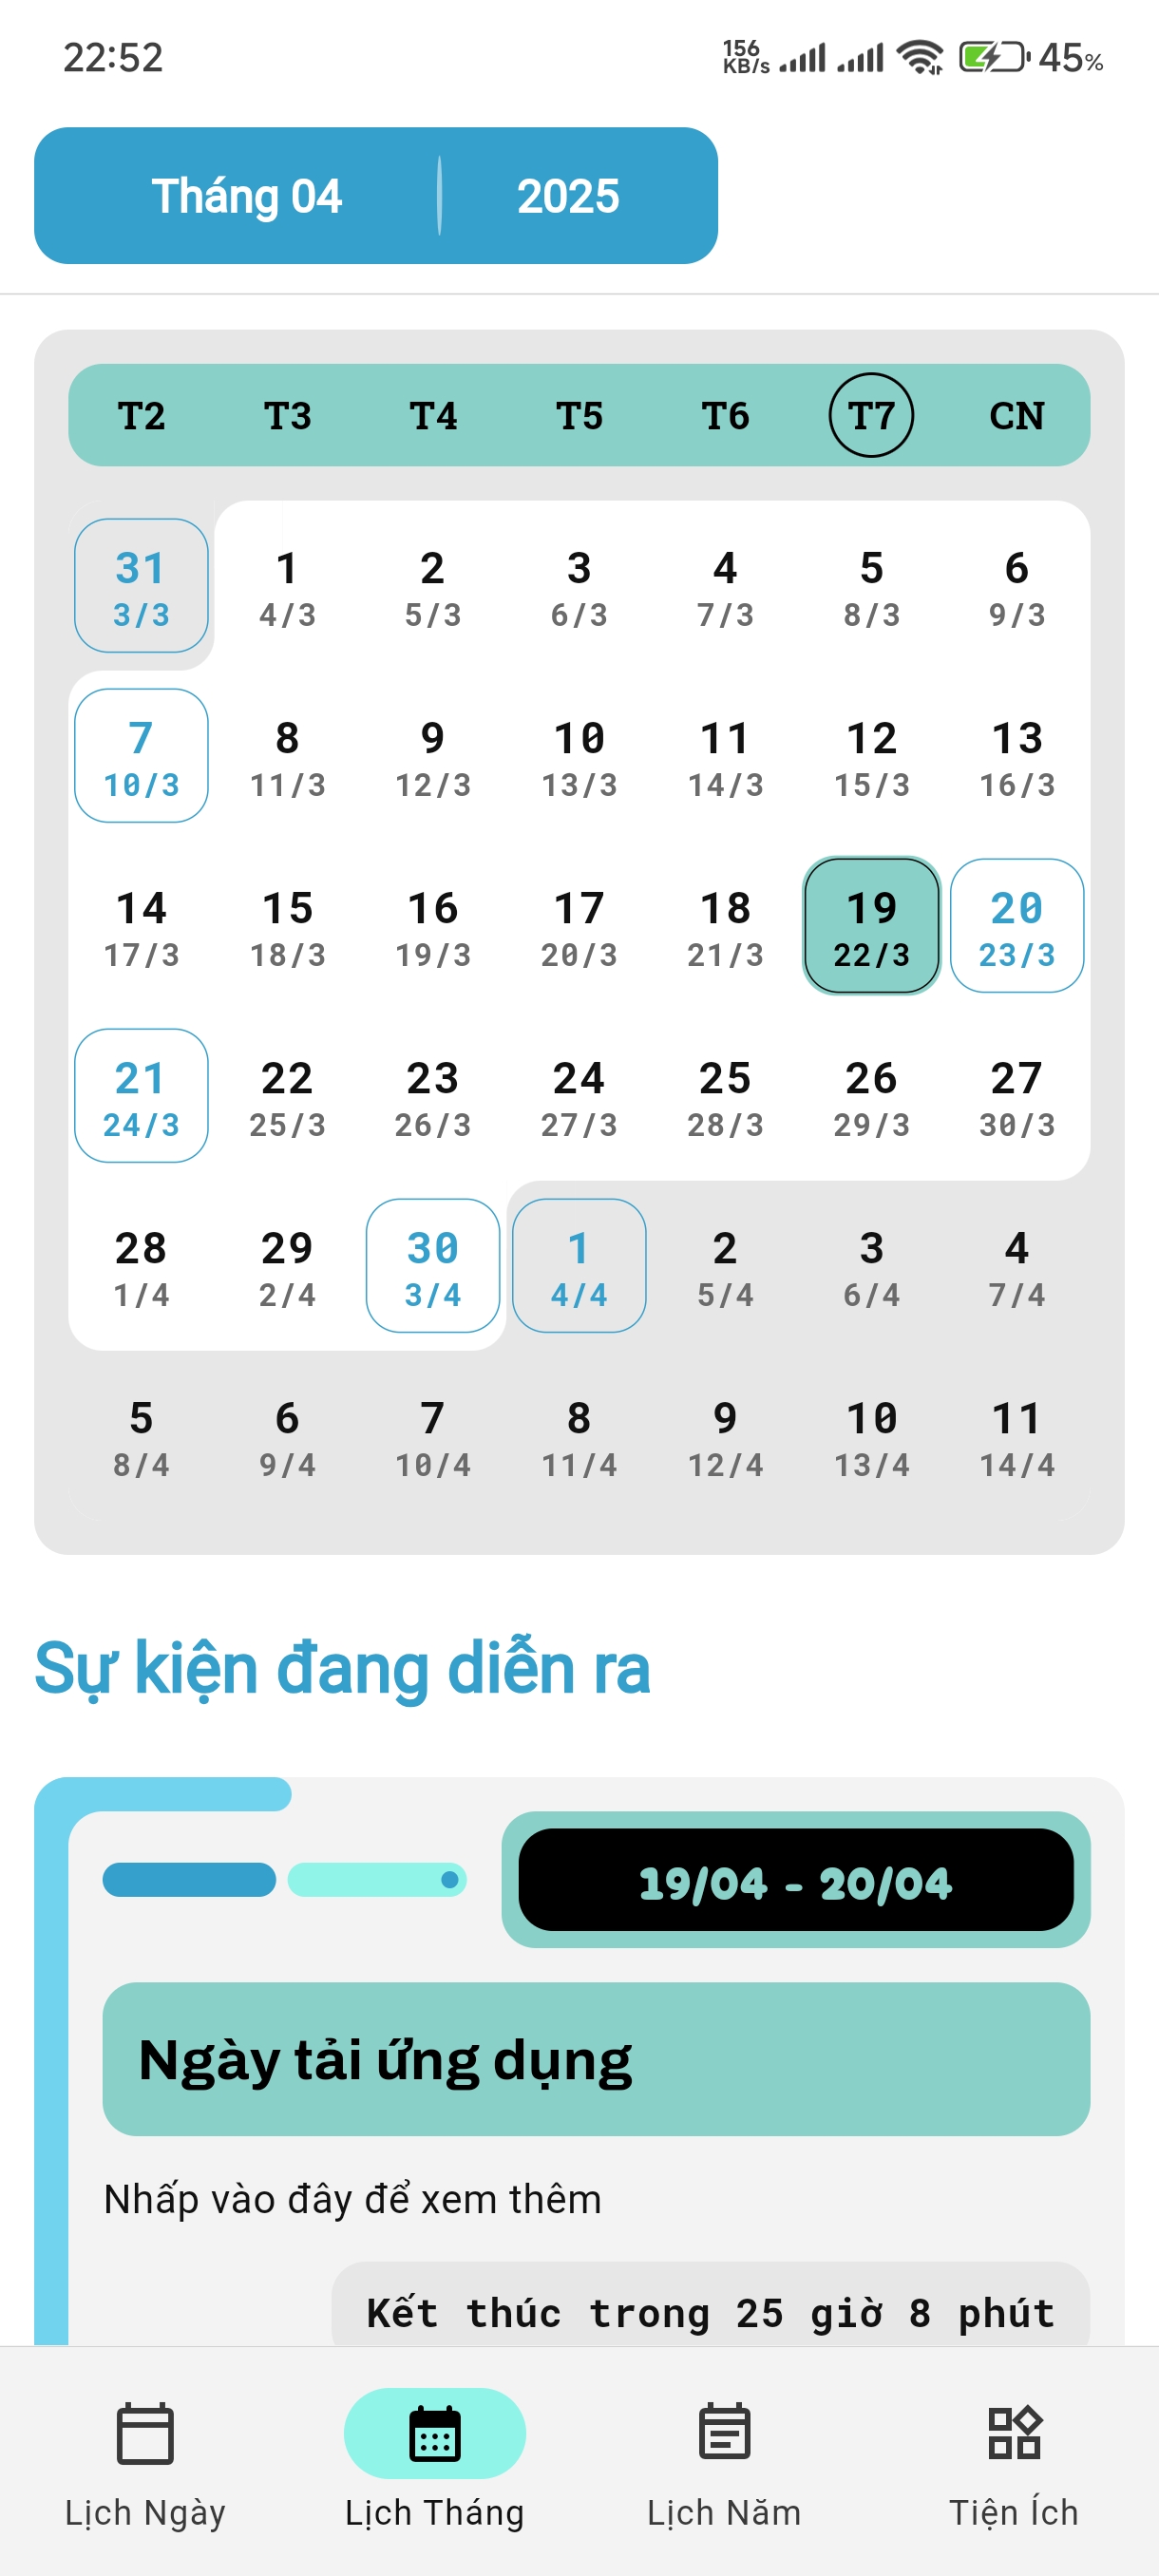 22:52 156 KB/s 45%
Tháng 04 2025
T2 T3 T4 T5 T6 T7 CN
31 1 2 3 4 5 6
3/3 4/3 5/3 6/3 7/3 8/3 9/3
7 8 9 10 11 12 13
10/3 11/3 12/3 13/3 14/3 15/3 16/3
14 15 16 17 18 19 20
17/3 18/3 19/3 20/3 21/3 22/3 23/3
21 22 23 24 25 26 27
24/3 25/3 26/3 27/3 28/3 29/3 30/3
28 29 30 1 2 3 4
1/4 2/4 3/4 4/4 5/4 6/4 7/4
5 6 7 8 9 10 11
8/4 9/4 10/4 11/4 12/4 13/4 14/4
Sự kiện đang diễn ra
19/04 - 20/04
Ngày tải ứng dụng
Nhấp vào đây để xem thêm
Kết thúc trong 25 giờ 8 phút
Lịch Ngày Lịch Tháng Lịch Năm Tiện Ích